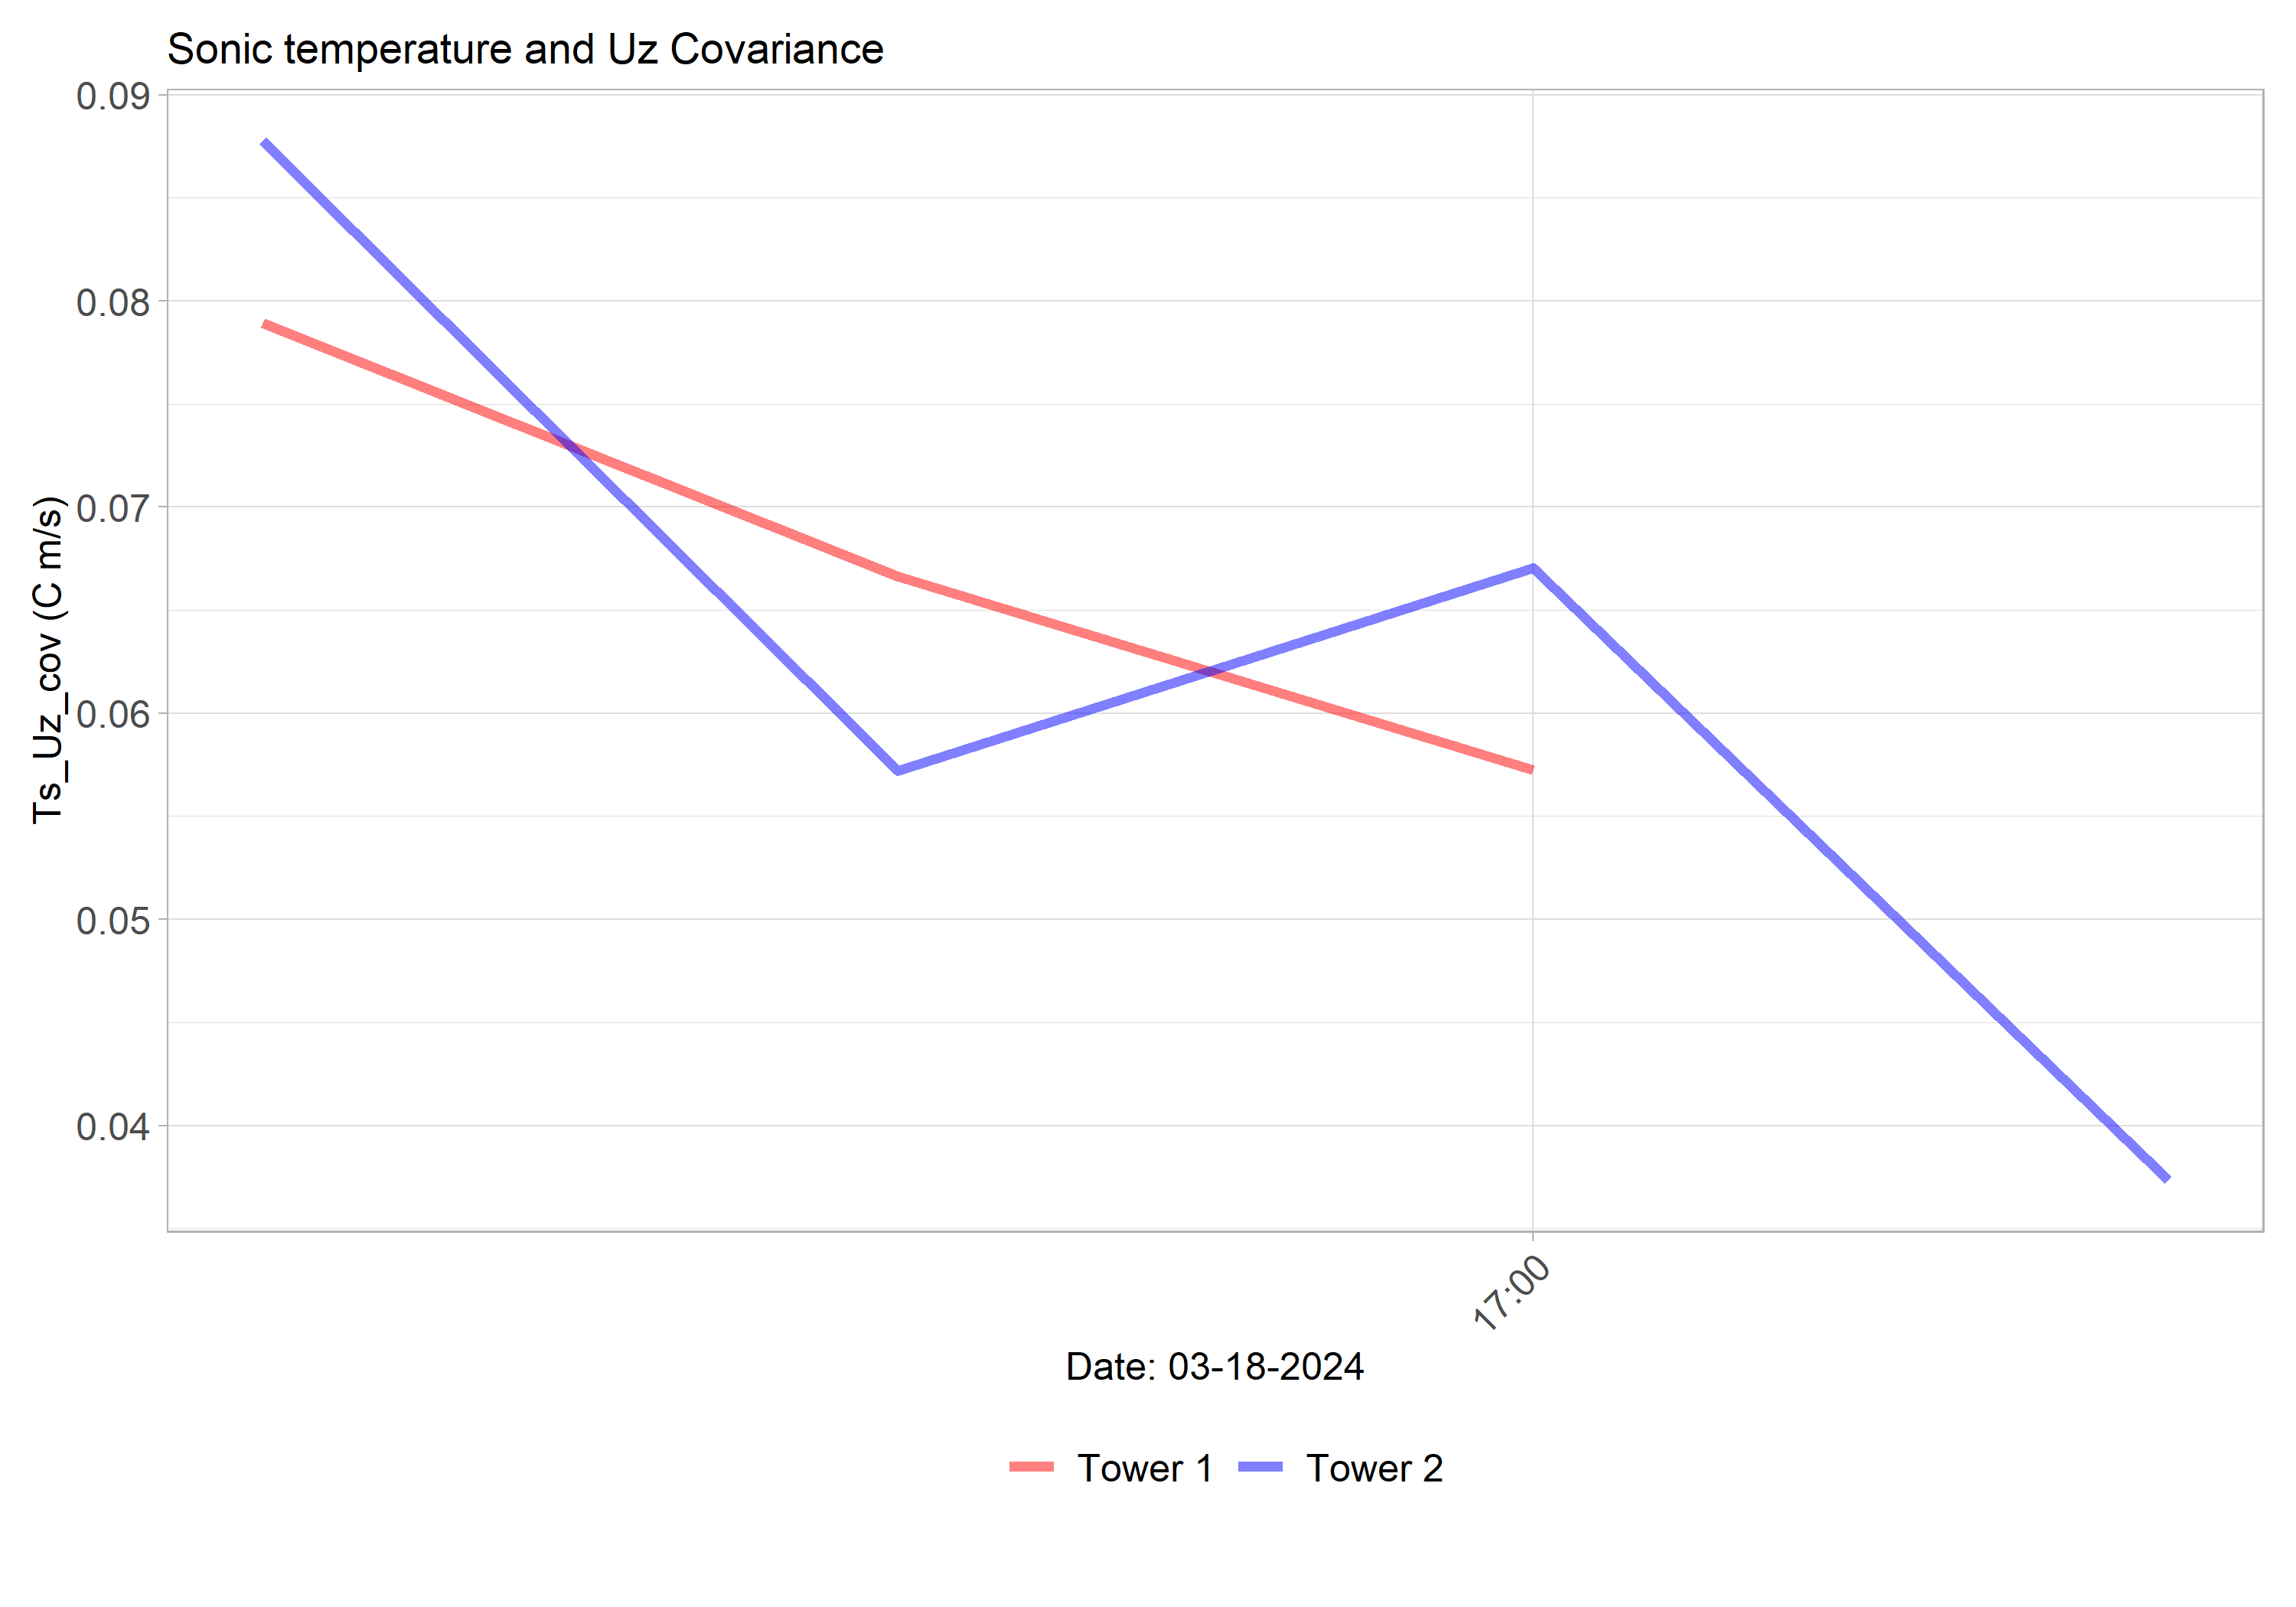 Sonic temperature and Uz Covariance
Ts_Uz_cov (C m/s)
0.09
0.08
0.07
0.06
0.05
0.04
17:00
Date: 03-18-2024
Tower 1 Tower 2